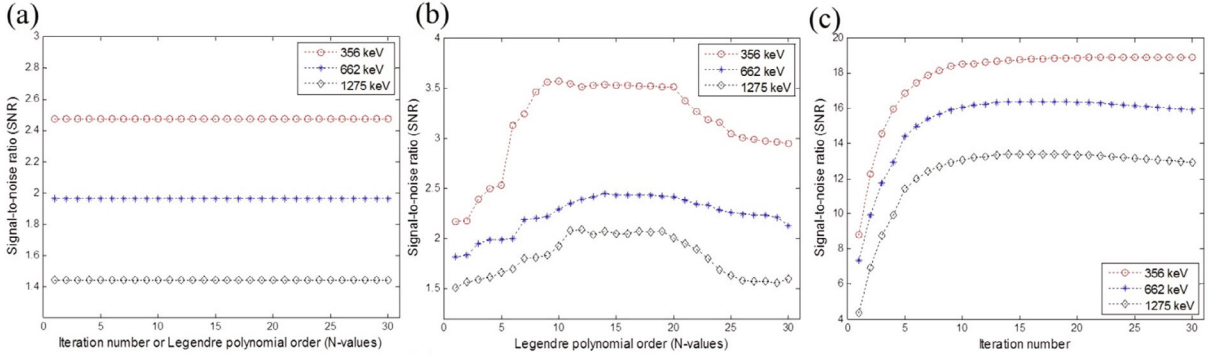 (a)
3
2.8
2.6
2.4
2.2
2
1.8
1.6
1.4
0 5 10 15 20 25 30
Signal-to-noise ratio (SNR)
Iteration number or Legendre polynomial order (N-values)
356 keV
662 keV
1275 keV
(b)
4
3.5
3
2.5
2
1.5
0 5 10 15 20 25 30
Signal-to-noise ratio (SNR)
Legendre polynomial order (N-values)
356 keV
662 keV
1275 keV
(c)
20
18
16
14
12
10
8
6
4
0 5 10 15 20 25 30
Signal-to-noise ratio (SNR)
Iteration number
356 keV
662 keV
1275 keV